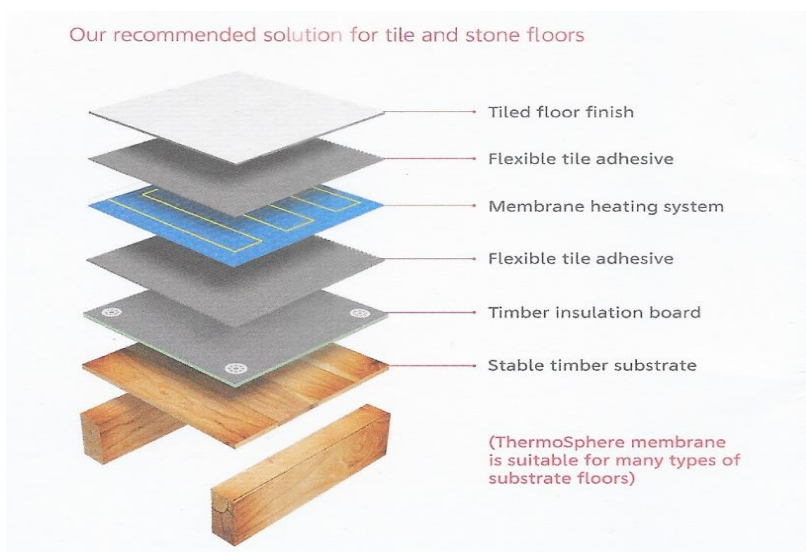 Our recommended solution for tile and stone floors
Tiled floor finish
Flexible tile adhesive
Membrane heating system
Flexible tile adhesive
Timber insulation board
Stable timber substrate
(ThermoSphere membrane
is suitable for many types of
substrate floors)